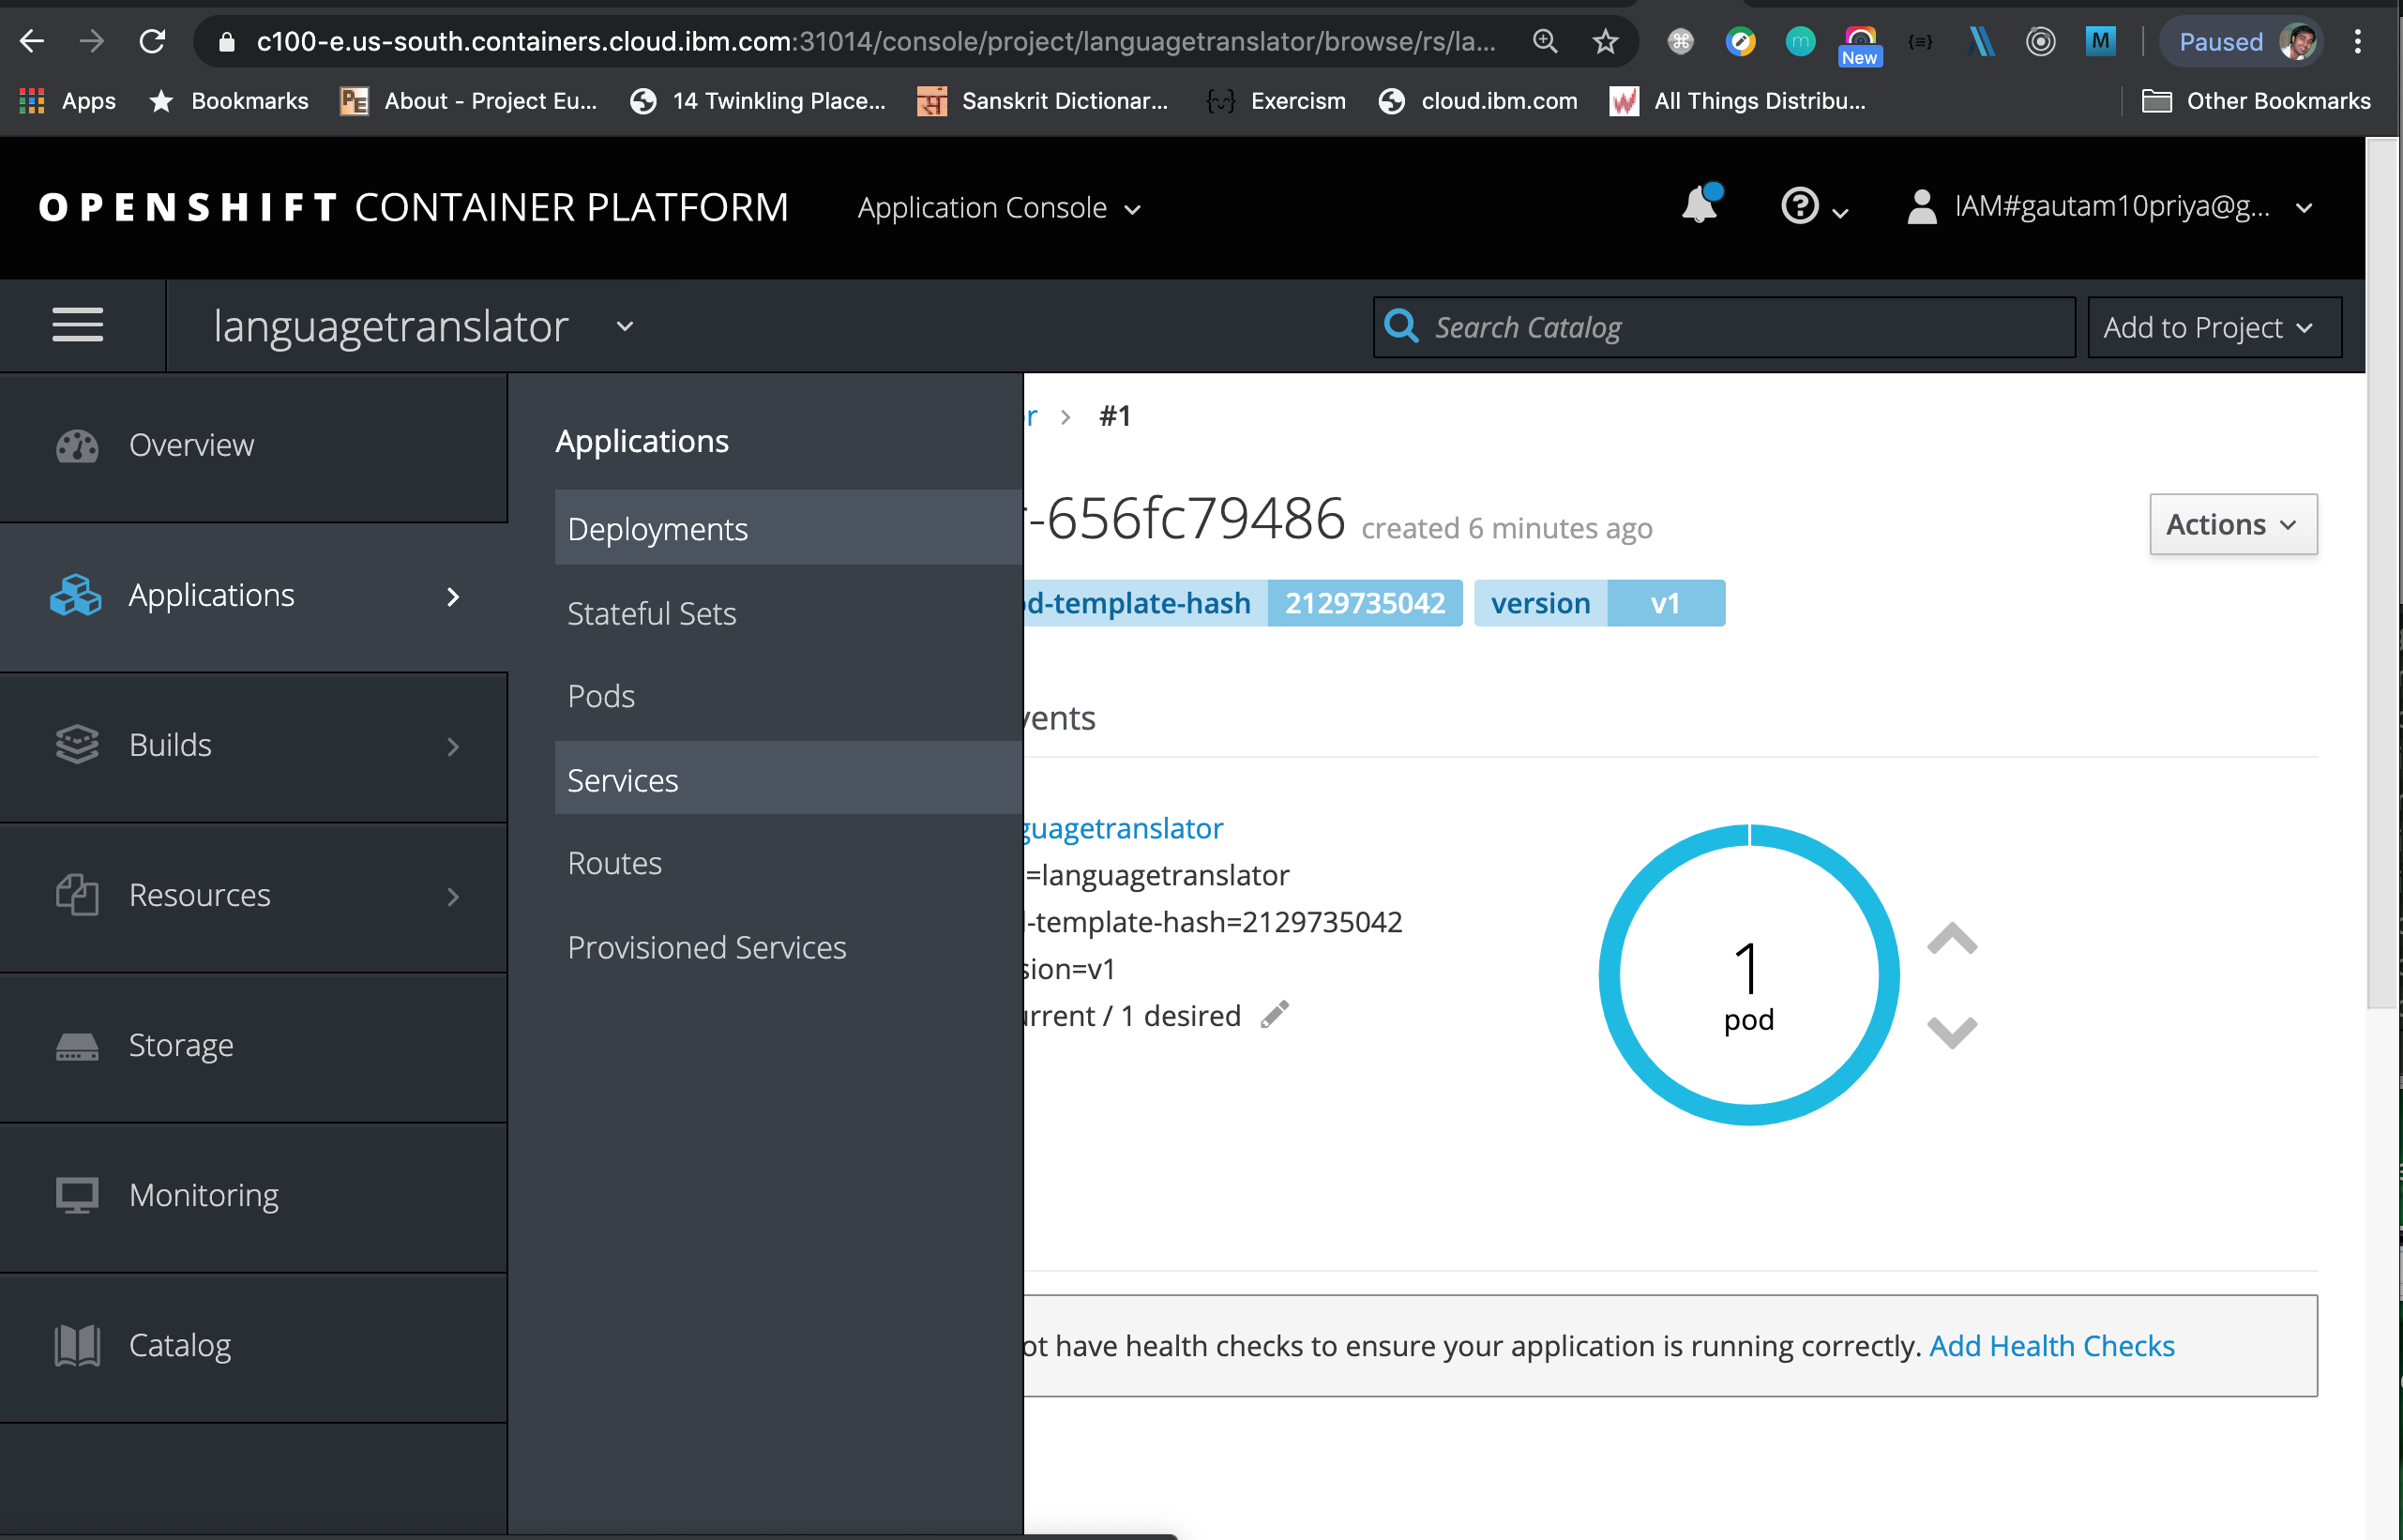 c100-e.us-south.containers.cloud.ibm.com:31014/console/project/languagetranslator/browse/rs/la...
New
M
Paused
Apps
Bookmarks
PE
About - Project Eu...
14 Twinkling Place...
सं
Sanskrit Dictionar...
Exercism
cloud.ibm.com
All Things Distribu...
Other Bookmarks
OPENSHIFT CONTAINER PLATFORM
Application Console
IAM#gautam10priya@g...
languagetranslator
Search Catalog
Add to Project
Overview
Applications
Builds
Resources
Storage
Monitoring
Catalog
Applications
Deployments
Stateful Sets
Pods
Services
Routes
Provisioned Services
r > #1
r-656fc79486 created 6 minutes ago
Actions
d-template-hash 2129735042 version v1
vents
guagetranslator
=languagetranslator
-template-hash=2129735042
sion=v1
urrent / 1 desired
1
pod
ot have health checks to ensure your application is running correctly. Add Health Checks